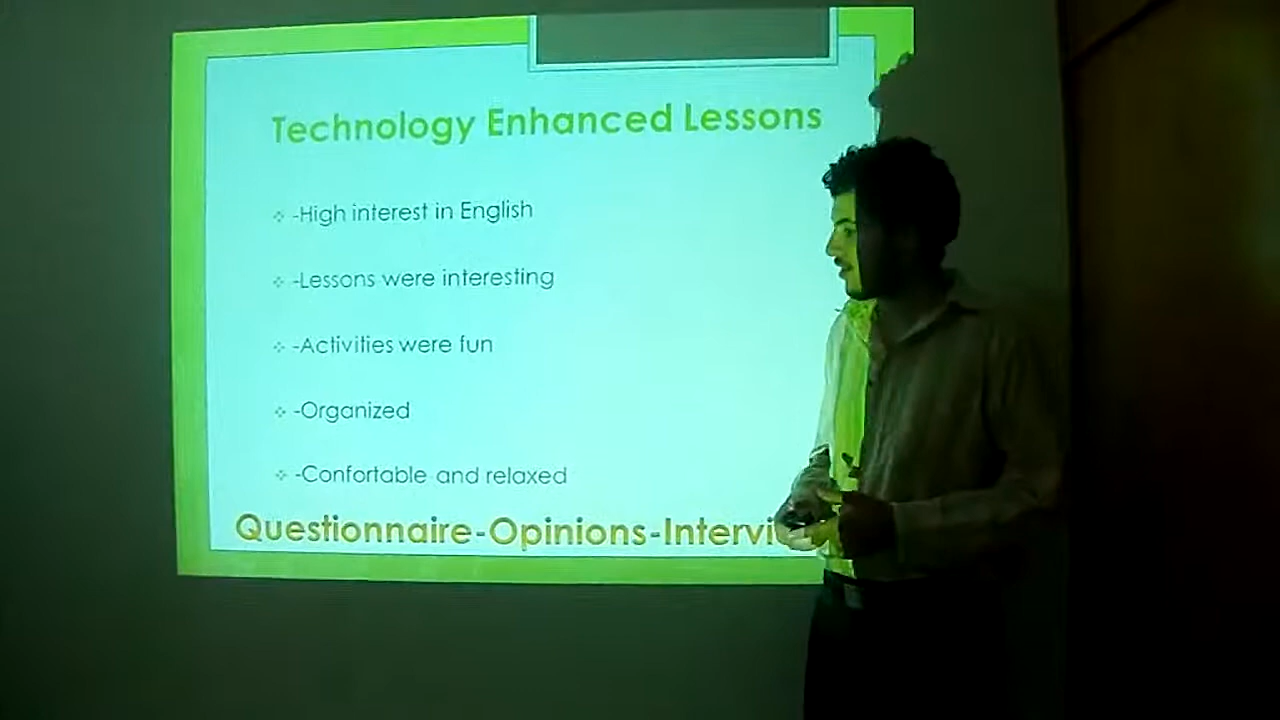 Technology Enhanced Lessons
-High interest in English
-Lessons were interesting
-Activities were fun
-Organized
-Confortable and relaxed
Questionnaire-Opinions-Intervi